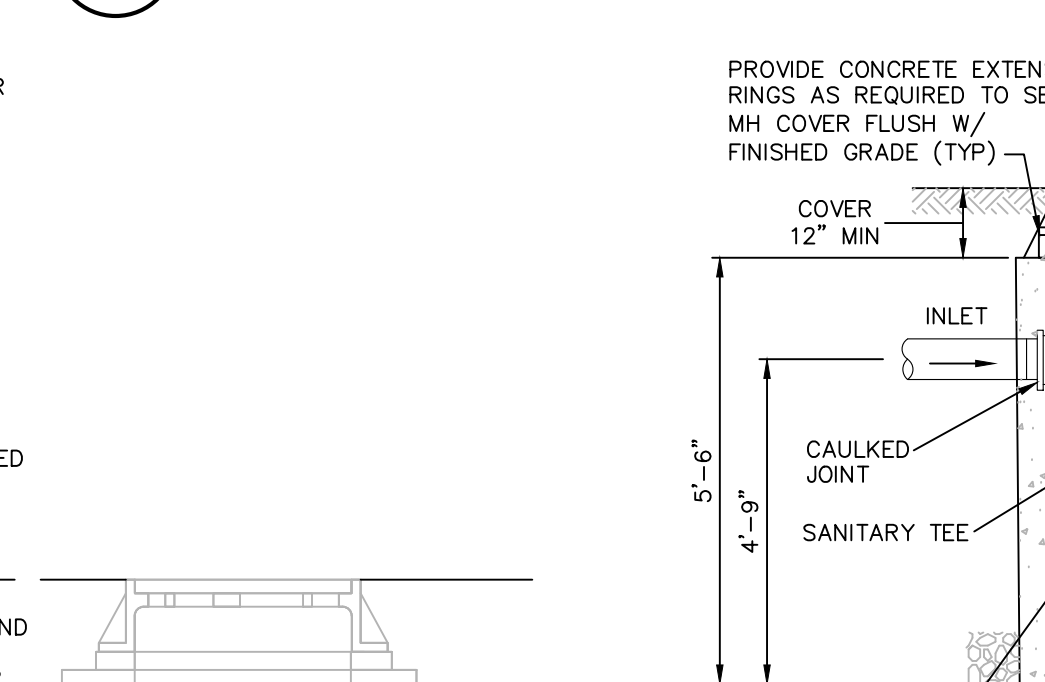 PROVIDE CONCRETE EXTEN
RINGS AS REQUIRED TO SE
MH COVER FLUSH W/
FINISHED GRADE (TYP)
R
COVER
12" MIN
INLET
ED
CAULKED
JOINT
5'-6"
4'-9"
SANITARY TEE
ND